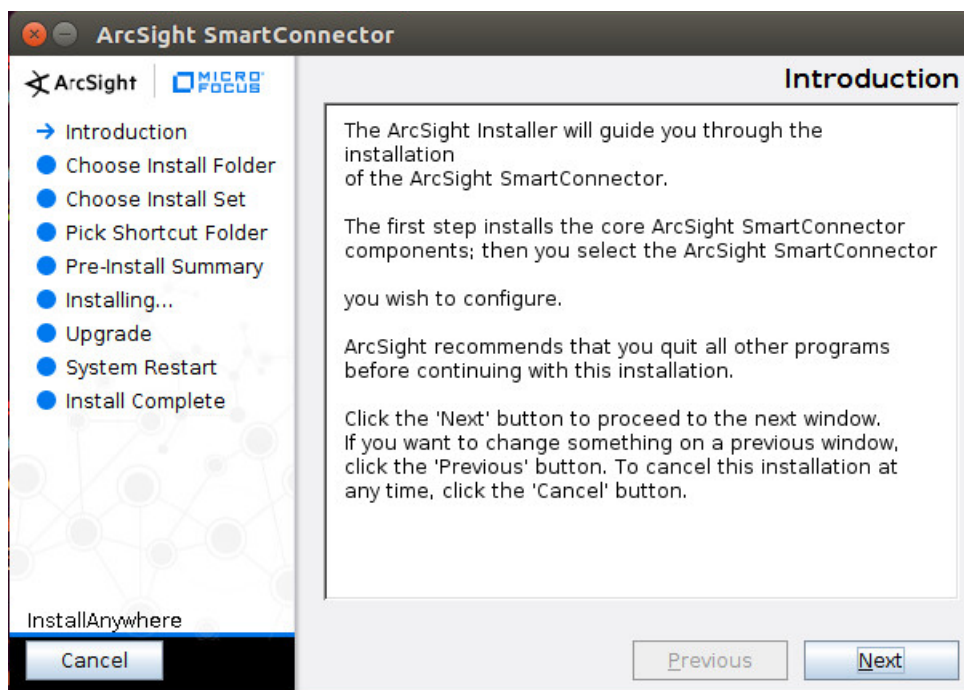 ArcSight SmartConnector
ArcSight
MICRO
FOCUS
Introduction
Choose Install Folder
Choose Install Set
Pick Shortcut Folder
Pre-Install Summary
Installing...
Upgrade
System Restart
Install Complete
InstallAnywhere
Cancel
Introduction
The ArcSight Installer will guide you through the
installation
of the ArcSight SmartConnector.
The first step installs the core ArcSight SmartConnector
components; then you select the ArcSight SmartConnector
you wish to configure.
ArcSight recommends that you quit all other programs
before continuing with this installation.
Click the 'Next' button to proceed to the next window.
If you want to change something on a previous window,
click the 'Previous' button. To cancel this installation at
any time, click the 'Cancel' button.
Previous
Next